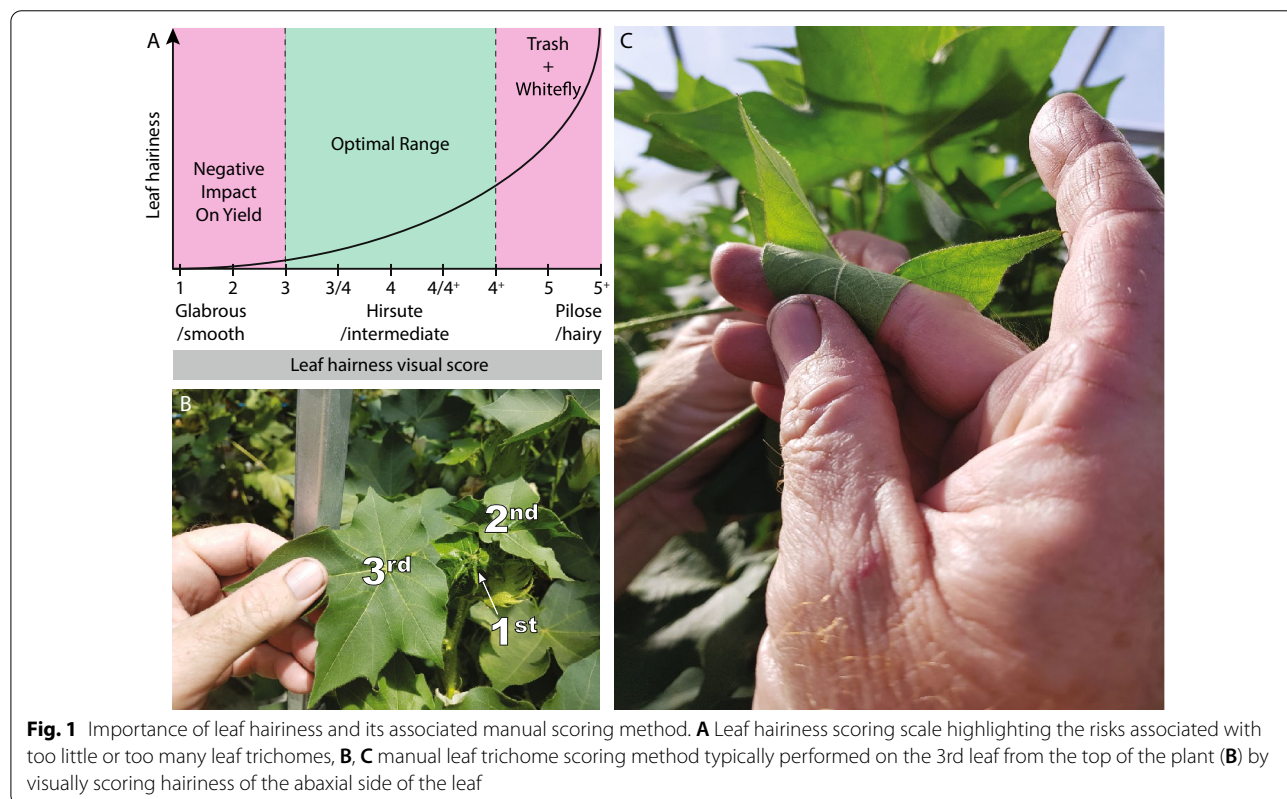 A
Leaf hairiness
Negative
Impact
On Yield
Optimal Range
Trash
+
Whitefly
1 2 3 3/4 4 4/4⁺ 4⁺ 5 5⁺
Glabrous
/smooth
Hirsute
/intermediate
Pilose
/hairy
Leaf hairness visual score
B
3rd
2nd
1st
C
Fig. 1 Importance of leaf hairiness and its associated manual scoring method. A Leaf hairiness scoring scale highlighting the risks associated with
too little or too many leaf trichomes, B, C manual leaf trichome scoring method typically performed on the 3rd leaf from the top of the plant (B) by
visually scoring hairiness of the abaxial side of the leaf